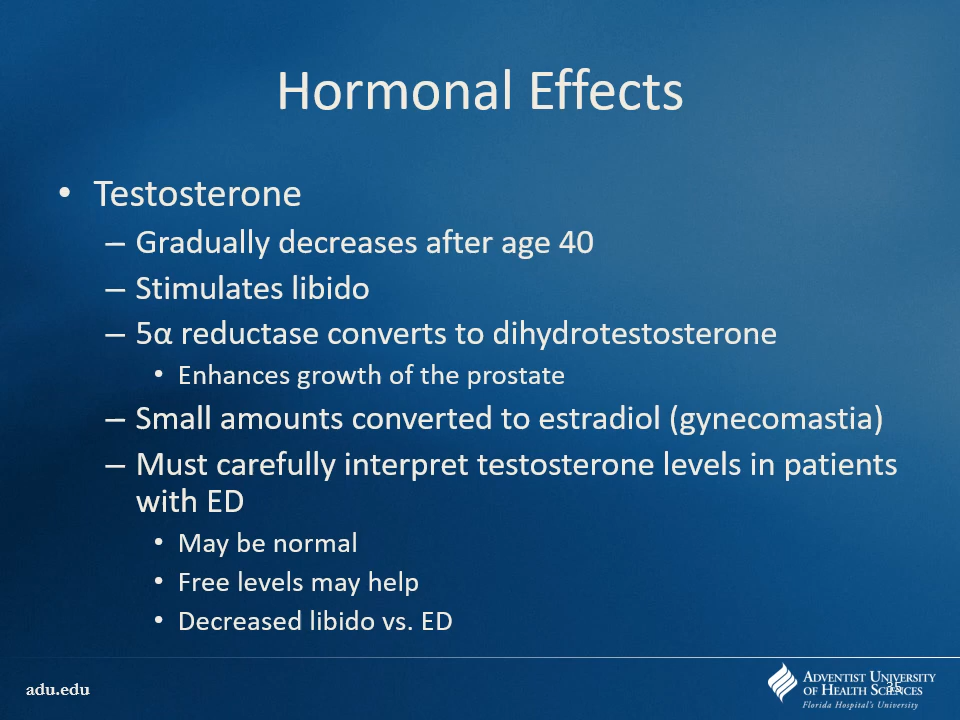 Hormonal Effects
• Testosterone
– Gradually decreases after age 40
– Stimulates libido
– 5α reductase converts to dihydrotestosterone
• Enhances growth of the prostate
– Small amounts converted to estradiol (gynecomastia)
– Must carefully interpret testosterone levels in patients
with ED
• May be normal
• Free levels may help
• Decreased libido vs. ED
adu.edu
ADVENTIST UNIVERSITY
OF HEALTH SCIENCES
35
Florida Hospital's University